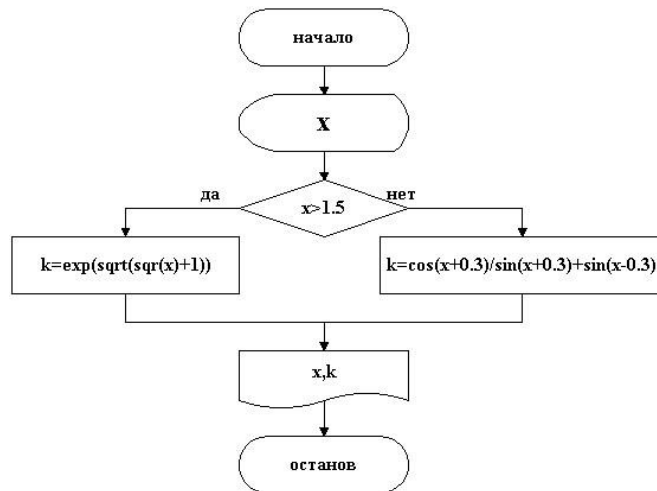 начало
X
да
нет
x>1.5
k=exp(sqrt(sqr(x)+1))
k=cos(x+0.3)/sin(x+0.3)+sin(x-0.3)
x,k
останов